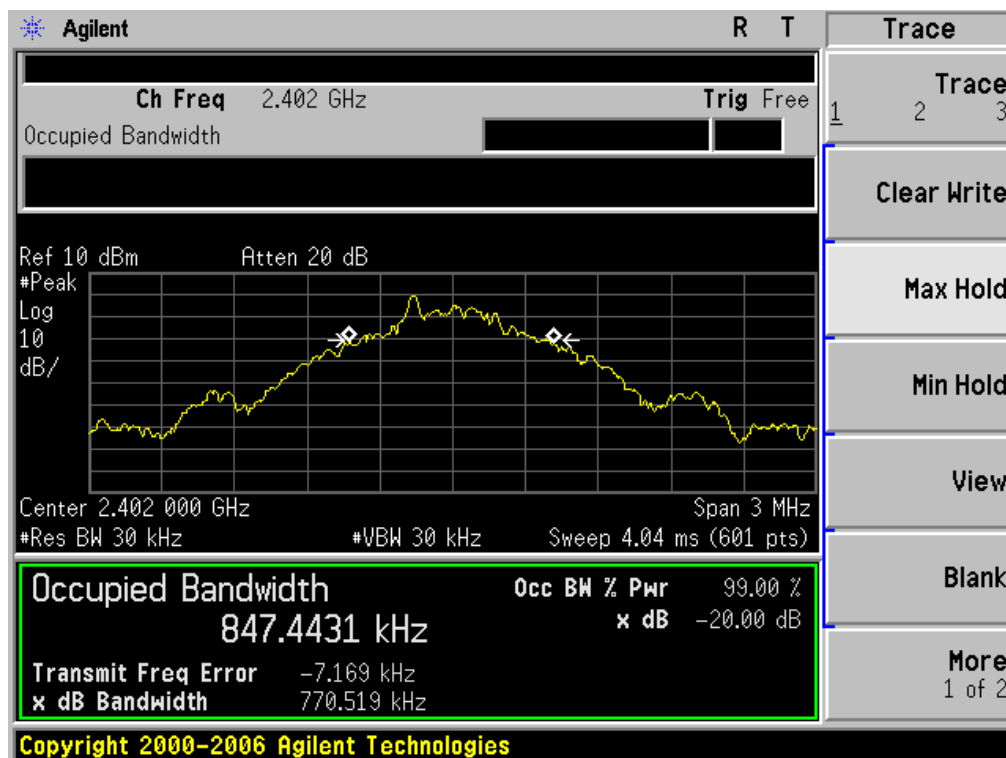 Agilent R T
Trace
Ch Freq 2.402 GHz Trig Free
Occupied Bandwidth
Trace
1 2 3
Clear Write
Max Hold
Min Hold
View
Blank
More
1 of 2
Ref 10 dBm Atten 20 dB
#Peak
Log
10
dB/
Center 2.402 000 GHz Span 3 MHz
#Res BW 30 kHz #VBW 30 kHz Sweep 4.04 ms (601 pts)
Occupied Bandwidth
847.4431 kHz
Occ BW % Pwr 99.00 %
x dB -20.00 dB
Transmit Freq Error -7.169 kHz
x dB Bandwidth 770.519 kHz
Copyright 2000-2006 Agilent Technologies